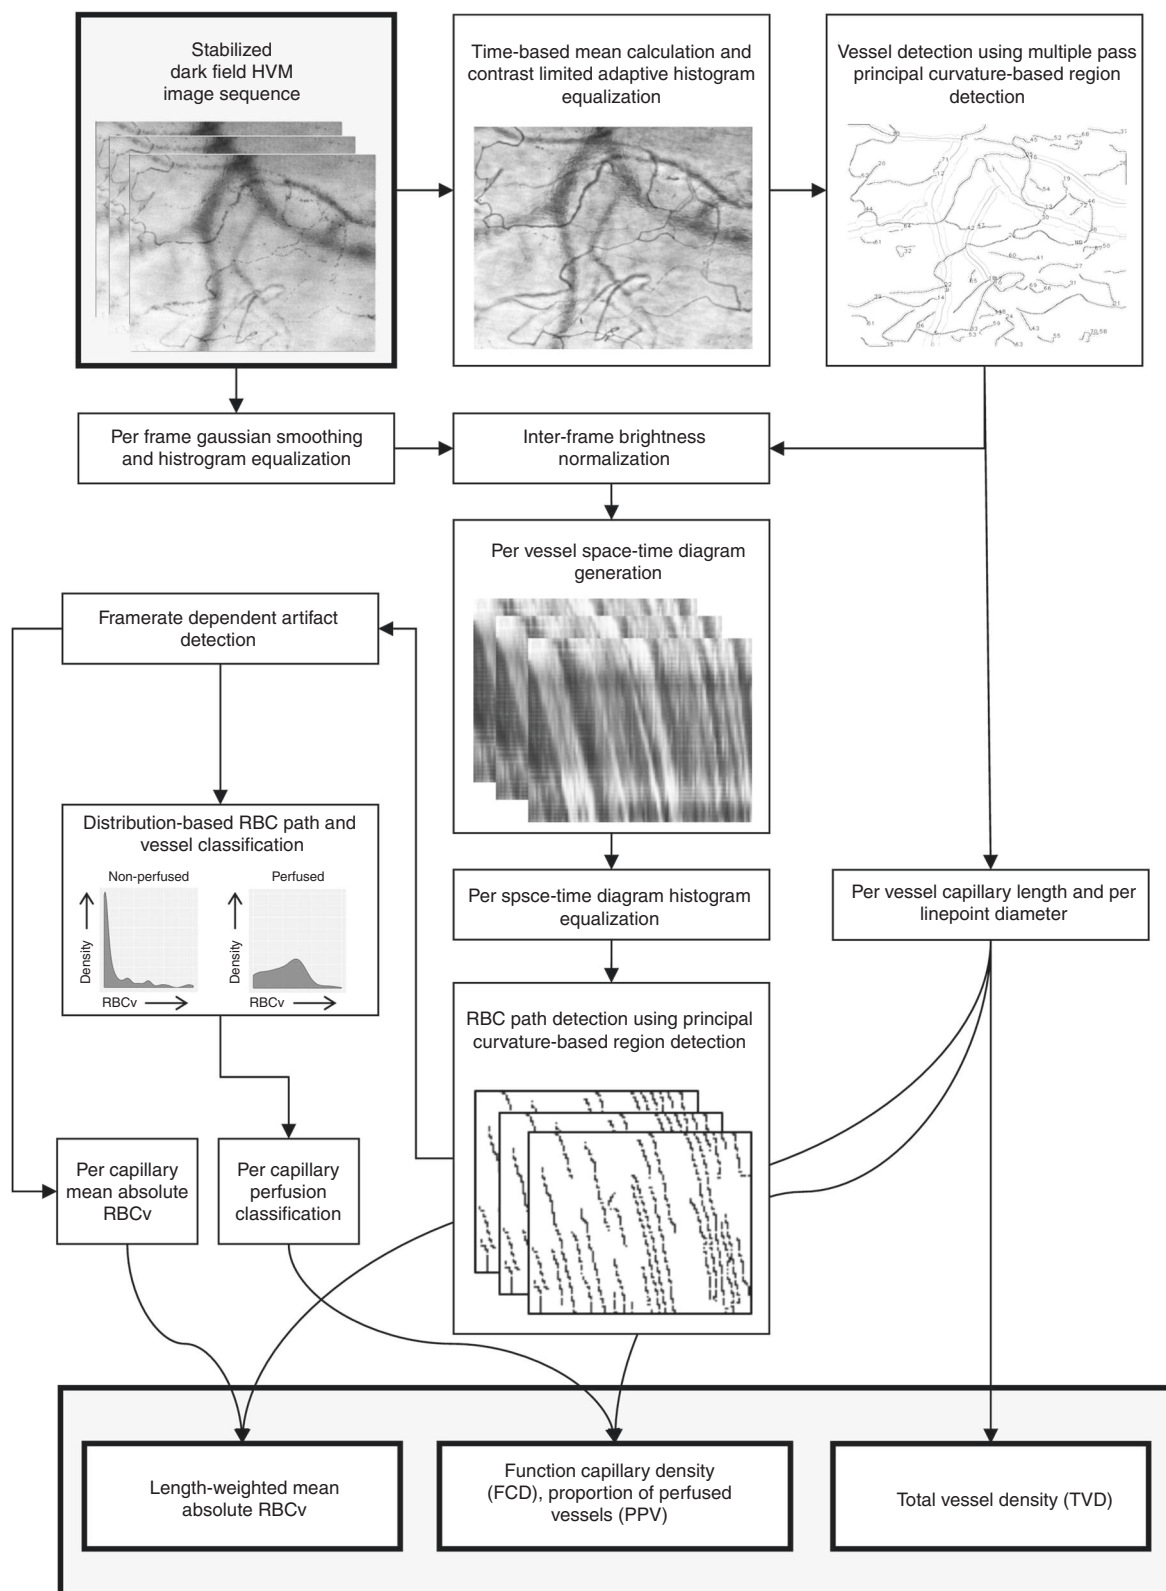 Stabilized
dark field HVM
image sequence
Time-based mean calculation and
contrast limited adaptive histogram
equalization
Vessel detection using multiple pass
principal curvature-based region
detection
Per frame gaussian smoothing
and histrogram equalization
Inter-frame brightness
normalization
Per vessel space-time diagram
generation
Framerate dependent artifact
detection
Distribution-based RBC path and
vessel classification
Non-perfused
Perfused
Density
Density
RBCv
RBCv
Per spsce-time diagram histogram
equalization
Per vessel capillary length and per
linepoint diameter
RBC path detection using principal
curvature-based region detection
Per capillary
mean absolute
RBCv
Per capillary
perfusion
classification
Length-weighted mean
absolute RBCv
Function capillary density
(FCD), proportion of perfused
vessels (PPV)
Total vessel density (TVD)